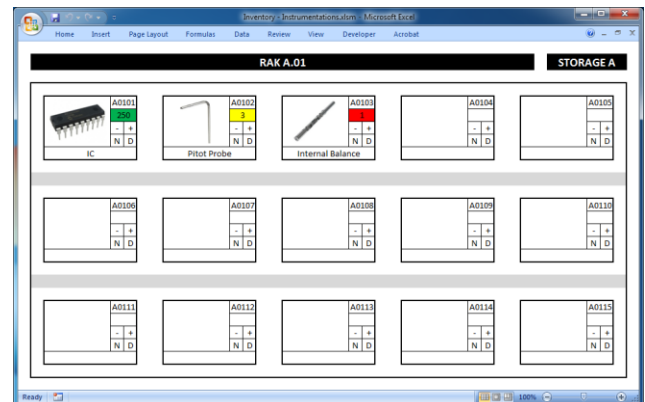 Inventory - Instrumentations.xlsm - Microsoft Excel
Home Insert Page Layout Formulas Data Review View Developer Acrobat
RAK A.01 STORAGE A
A0101 A0102 A0103 A0104 A0105
250 3 1
- + - + - + - + - +
N D N D N D N D N D
IC Pitot Probe Internal Balance
A0106 A0107 A0108 A0109 A0110
- + - + - + - + - +
N D N D N D N D N D
A0111 A0112 A0113 A0114 A0115
- + - + - + - + - +
N D N D N D N D N D
Ready 100%